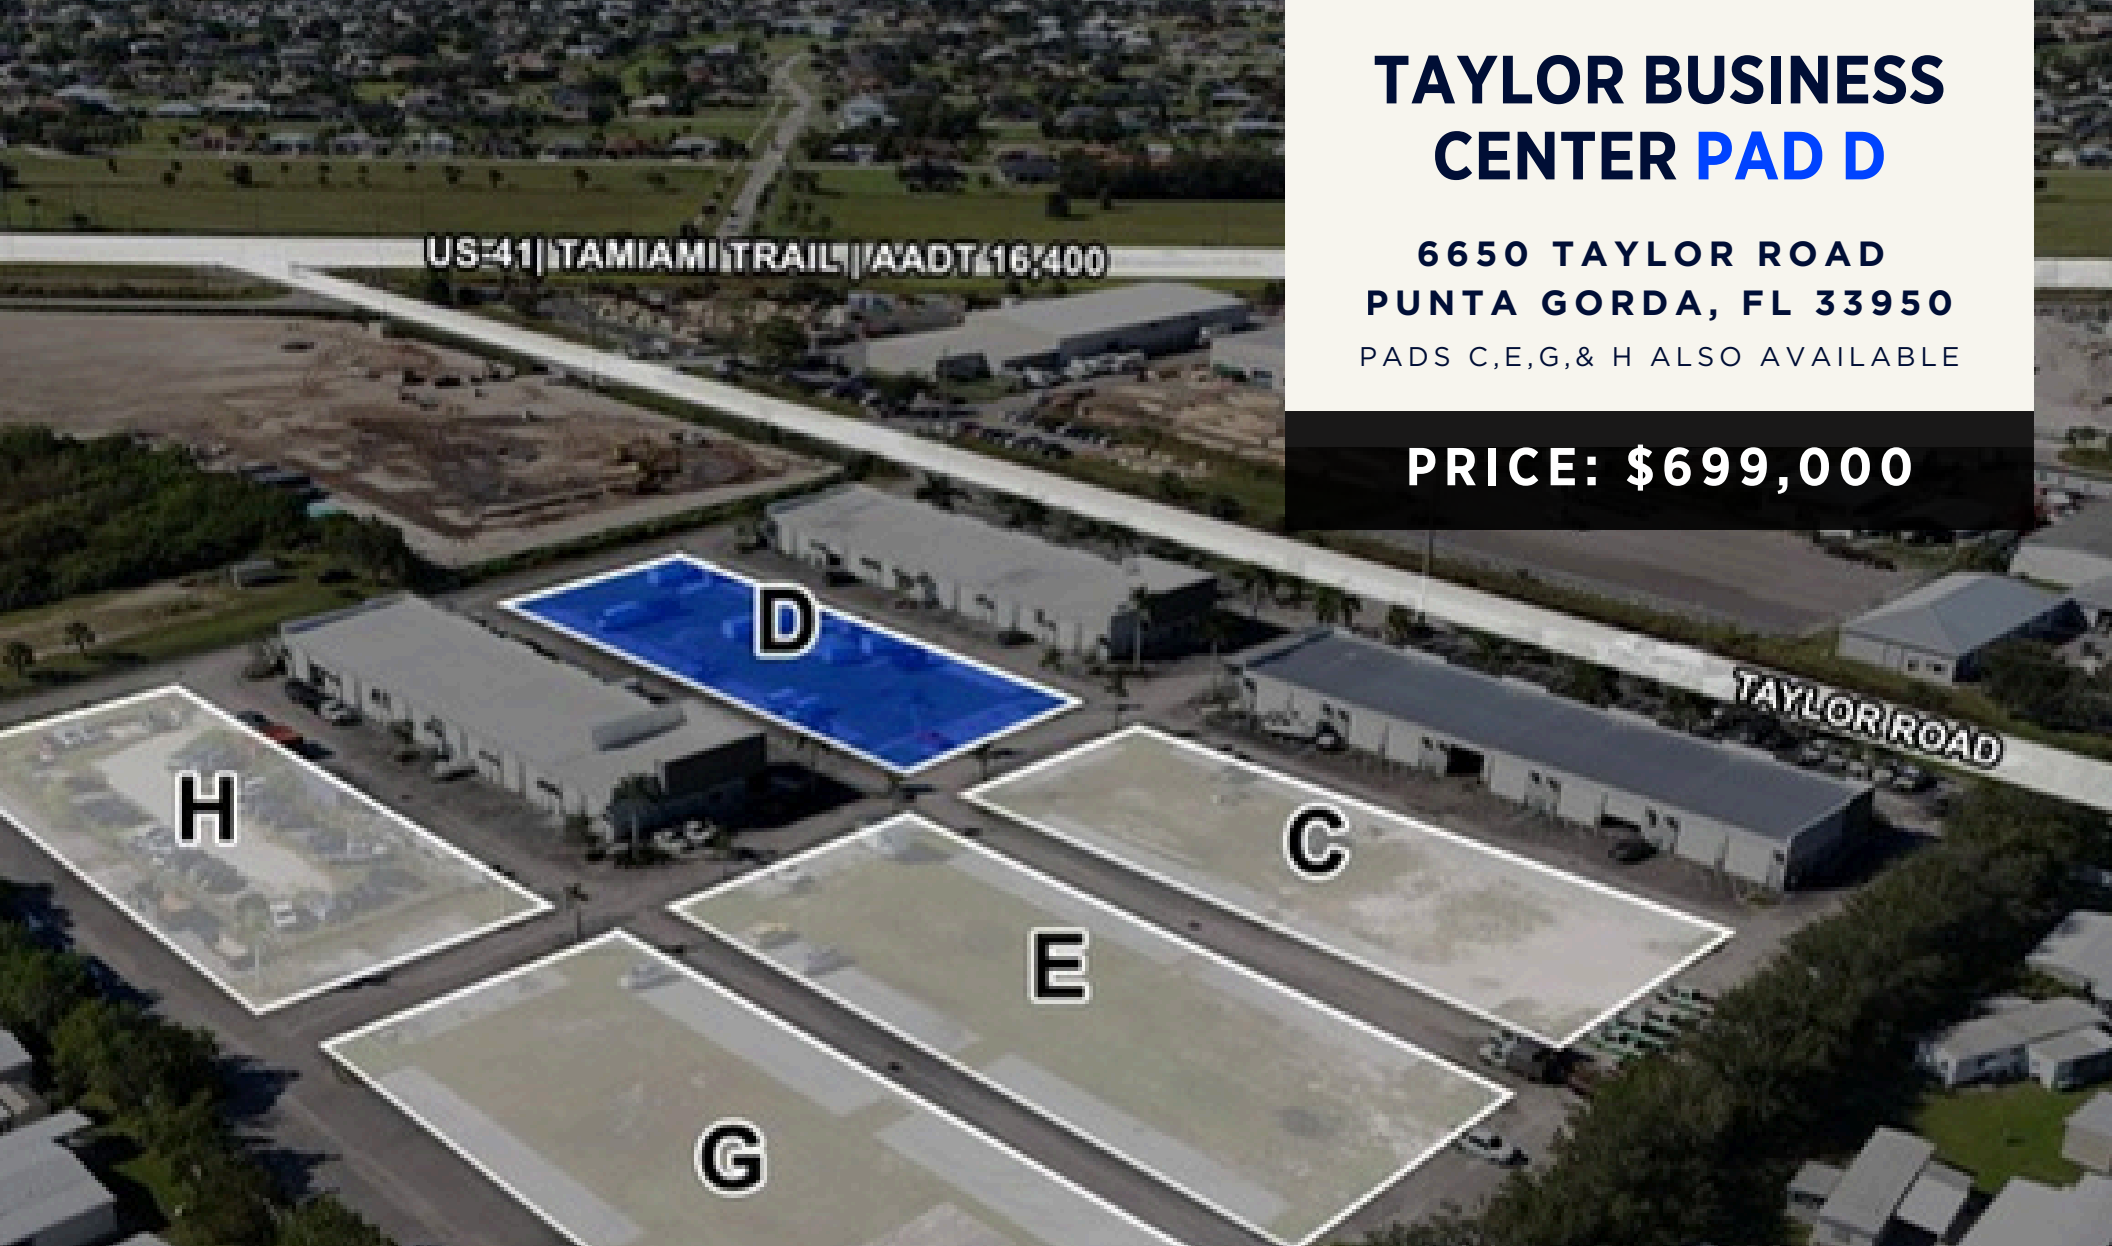 TAYLOR BUSINESS
CENTER PAD D
6650 TAYLOR ROAD
PUNTA GORDA, FL 33950
PADS C,E,G,& H ALSO AVAILABLE
PRICE: $699,000
US-41 | TAMIAMI TRAIL | AADT 16,400
TAYLOR ROAD
D
H
C
E
G